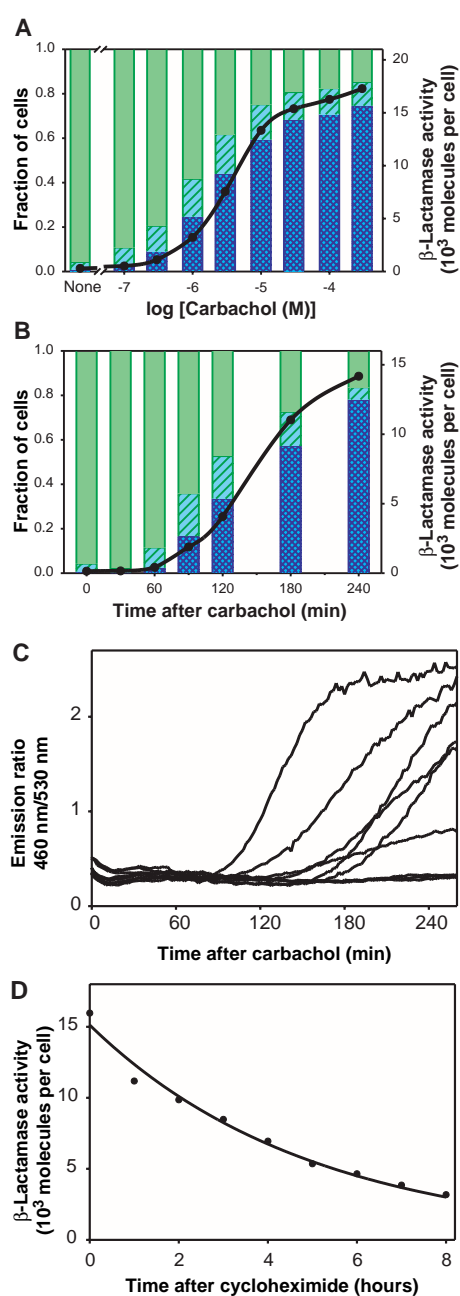 A
Fraction of cells
1.0
0.8
0.6
0.4
0.2
0.0
20
15
10
5
0
β-Lactamase activity
(10³ molecules per cell)
None
-7
-6
-5
-4
log [Carbachol (M)]
B
Fraction of cells
1.0
0.8
0.6
0.4
0.2
0.0
15
10
5
0
β-Lactamase activity
(10³ molecules per cell)
0
60
120
180
240
Time after carbachol (min)
C
Emission ratio
460 nm/530 nm
2
1
0
0
60
120
180
240
Time after carbachol (min)
D
β-Lactamase activity
(10³ molecules per cell)
15
10
5
0
0
2
4
6
8
Time after cycloheximide (hours)